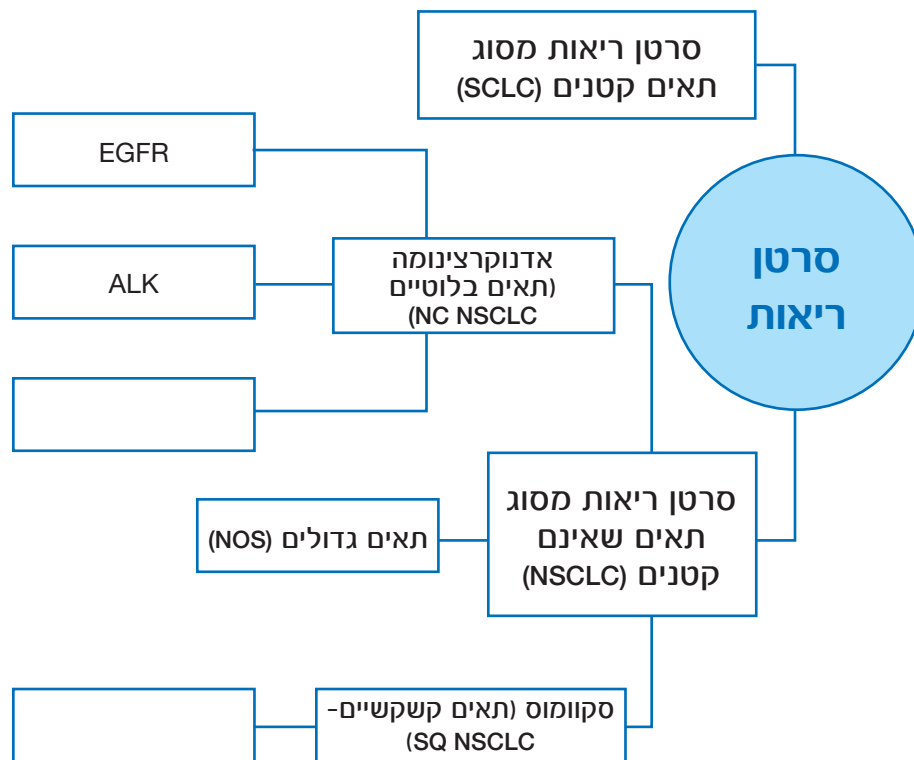 סרטן ריאות מסוג
תאים קטנים (SCLC)
סרטן
ריאות
EGFR
אדנוקרצינומה
(תאים בלוטיים
NC NSCLC)
ALK
סרטן ריאות מסוג
תאים שאינם
קטנים (NSCLC)
תאים גדולים (NOS)
סקוומוס (תאים קשקשיים-
SQ NSCLC)